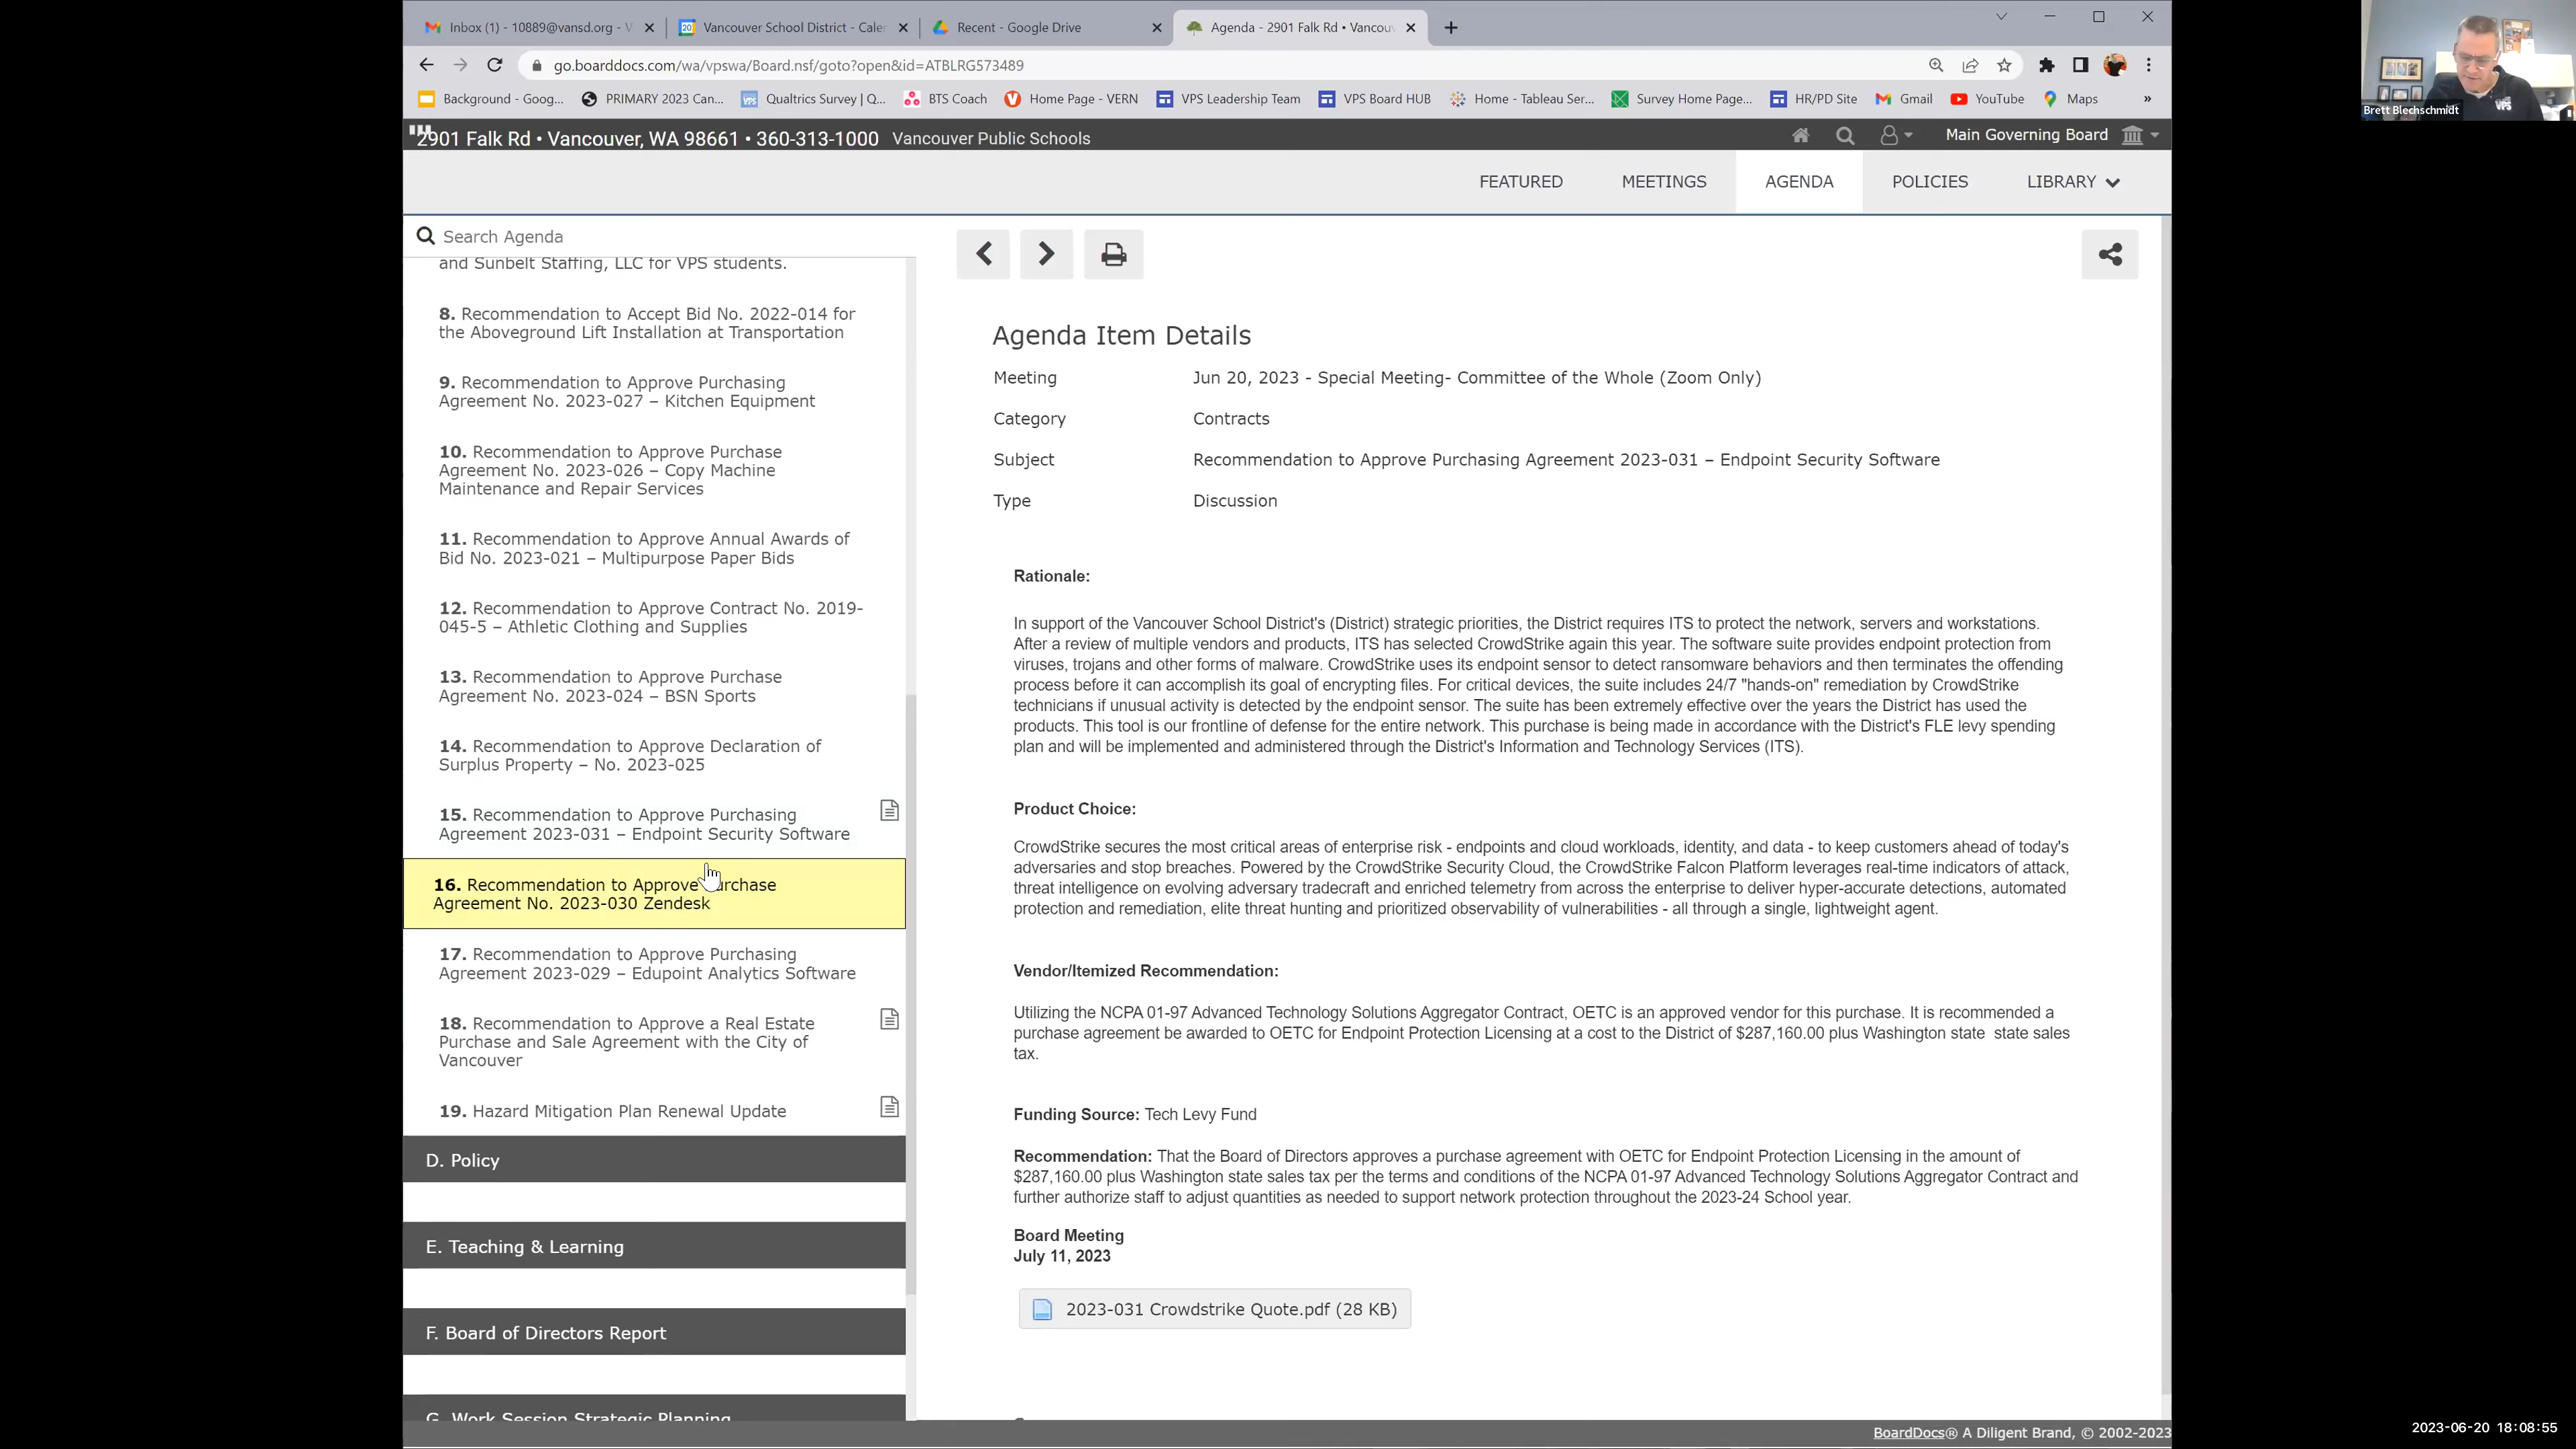 Inbox (1) - 10889@vansd.org - V
Vancouver School District - Caler
Recent - Google Drive
Agenda - 2901 Falk Rd • Vancouv
go.boarddocs.com/wa/vpswa/Board.nsf/goto?open&id=ATBLRG573489
Background - Goog...
PRIMARY 2023 Can...
Qualtrics Survey | Q...
BTS Coach
Home Page - VERN
VPS Leadership Team
VPS Board HUB
Home - Tableau Ser...
Survey Home Page...
HR/PD Site
Gmail
YouTube
Maps
»
2901 Falk Rd • Vancouver, WA 98661 • 360-313-1000 Vancouver Public Schools
Main Governing Board
FEATURED
MEETINGS
AGENDA
POLICIES
LIBRARY
Search Agenda
and Sunbelt Staffing, LLC for VPS students.
8. Recommendation to Accept Bid No. 2022-014 for
the Aboveground Lift Installation at Transportation
9. Recommendation to Approve Purchasing
Agreement No. 2023-027 – Kitchen Equipment
10. Recommendation to Approve Purchase
Agreement No. 2023-026 – Copy Machine
Maintenance and Repair Services
11. Recommendation to Approve Annual Awards of
Bid No. 2023-021 – Multipurpose Paper Bids
12. Recommendation to Approve Contract No. 2019-
045-5 – Athletic Clothing and Supplies
13. Recommendation to Approve Purchase
Agreement No. 2023-024 – BSN Sports
14. Recommendation to Approve Declaration of
Surplus Property – No. 2023-025
15. Recommendation to Approve Purchasing
Agreement 2023-031 – Endpoint Security Software
16. Recommendation to Approve Purchase
Agreement No. 2023-030 Zendesk
17. Recommendation to Approve Purchasing
Agreement 2023-029 – Edupoint Analytics Software
18. Recommendation to Approve a Real Estate
Purchase and Sale Agreement with the City of
Vancouver
19. Hazard Mitigation Plan Renewal Update
D. Policy
E. Teaching & Learning
F. Board of Directors Report
G. Work Session Strategic Planning
Agenda Item Details
Meeting Jun 20, 2023 - Special Meeting- Committee of the Whole (Zoom Only)
Category Contracts
Subject Recommendation to Approve Purchasing Agreement 2023-031 – Endpoint Security Software
Type Discussion
Rationale:
In support of the Vancouver School District's (District) strategic priorities, the District requires ITS to protect the network, servers and workstations.
After a review of multiple vendors and products, ITS has selected CrowdStrike again this year. The software suite provides endpoint protection from
viruses, trojans and other forms of malware. CrowdStrike uses its endpoint sensor to detect ransomware behaviors and then terminates the offending
process before it can accomplish its goal of encrypting files. For critical devices, the suite includes 24/7 "hands-on" remediation by CrowdStrike
technicians if unusual activity is detected by the endpoint sensor. The suite has been extremely effective over the years the District has used the
products. This tool is our frontline of defense for the entire network. This purchase is being made in accordance with the District's FLE levy spending
plan and will be implemented and administered through the District's Information and Technology Services (ITS).
Product Choice:
CrowdStrike secures the most critical areas of enterprise risk - endpoints and cloud workloads, identity, and data - to keep customers ahead of today's
adversaries and stop breaches. Powered by the CrowdStrike Security Cloud, the CrowdStrike Falcon Platform leverages real-time indicators of attack,
threat intelligence on evolving adversary tradecraft and enriched telemetry from across the enterprise to deliver hyper-accurate detections, automated
protection and remediation, elite threat hunting and prioritized observability of vulnerabilities - all through a single, lightweight agent.
Vendor/Itemized Recommendation:
Utilizing the NCPA 01-97 Advanced Technology Solutions Aggregator Contract, OETC is an approved vendor for this purchase. It is recommended a
purchase agreement be awarded to OETC for Endpoint Protection Licensing at a cost to the District of $287,160.00 plus Washington state state sales
tax.
Funding Source: Tech Levy Fund
Recommendation: That the Board of Directors approves a purchase agreement with OETC for Endpoint Protection Licensing in the amount of
$287,160.00 plus Washington state sales tax per the terms and conditions of the NCPA 01-97 Advanced Technology Solutions Aggregator Contract and
further authorize staff to adjust quantities as needed to support network protection throughout the 2023-24 School year.
Board Meeting
July 11, 2023
2023-031 Crowdstrike Quote.pdf (28 KB)
BoardDocs® A Diligent Brand, © 2002-2023
Brett Blechschmidt
VPS
2023-06-20 18:08:55